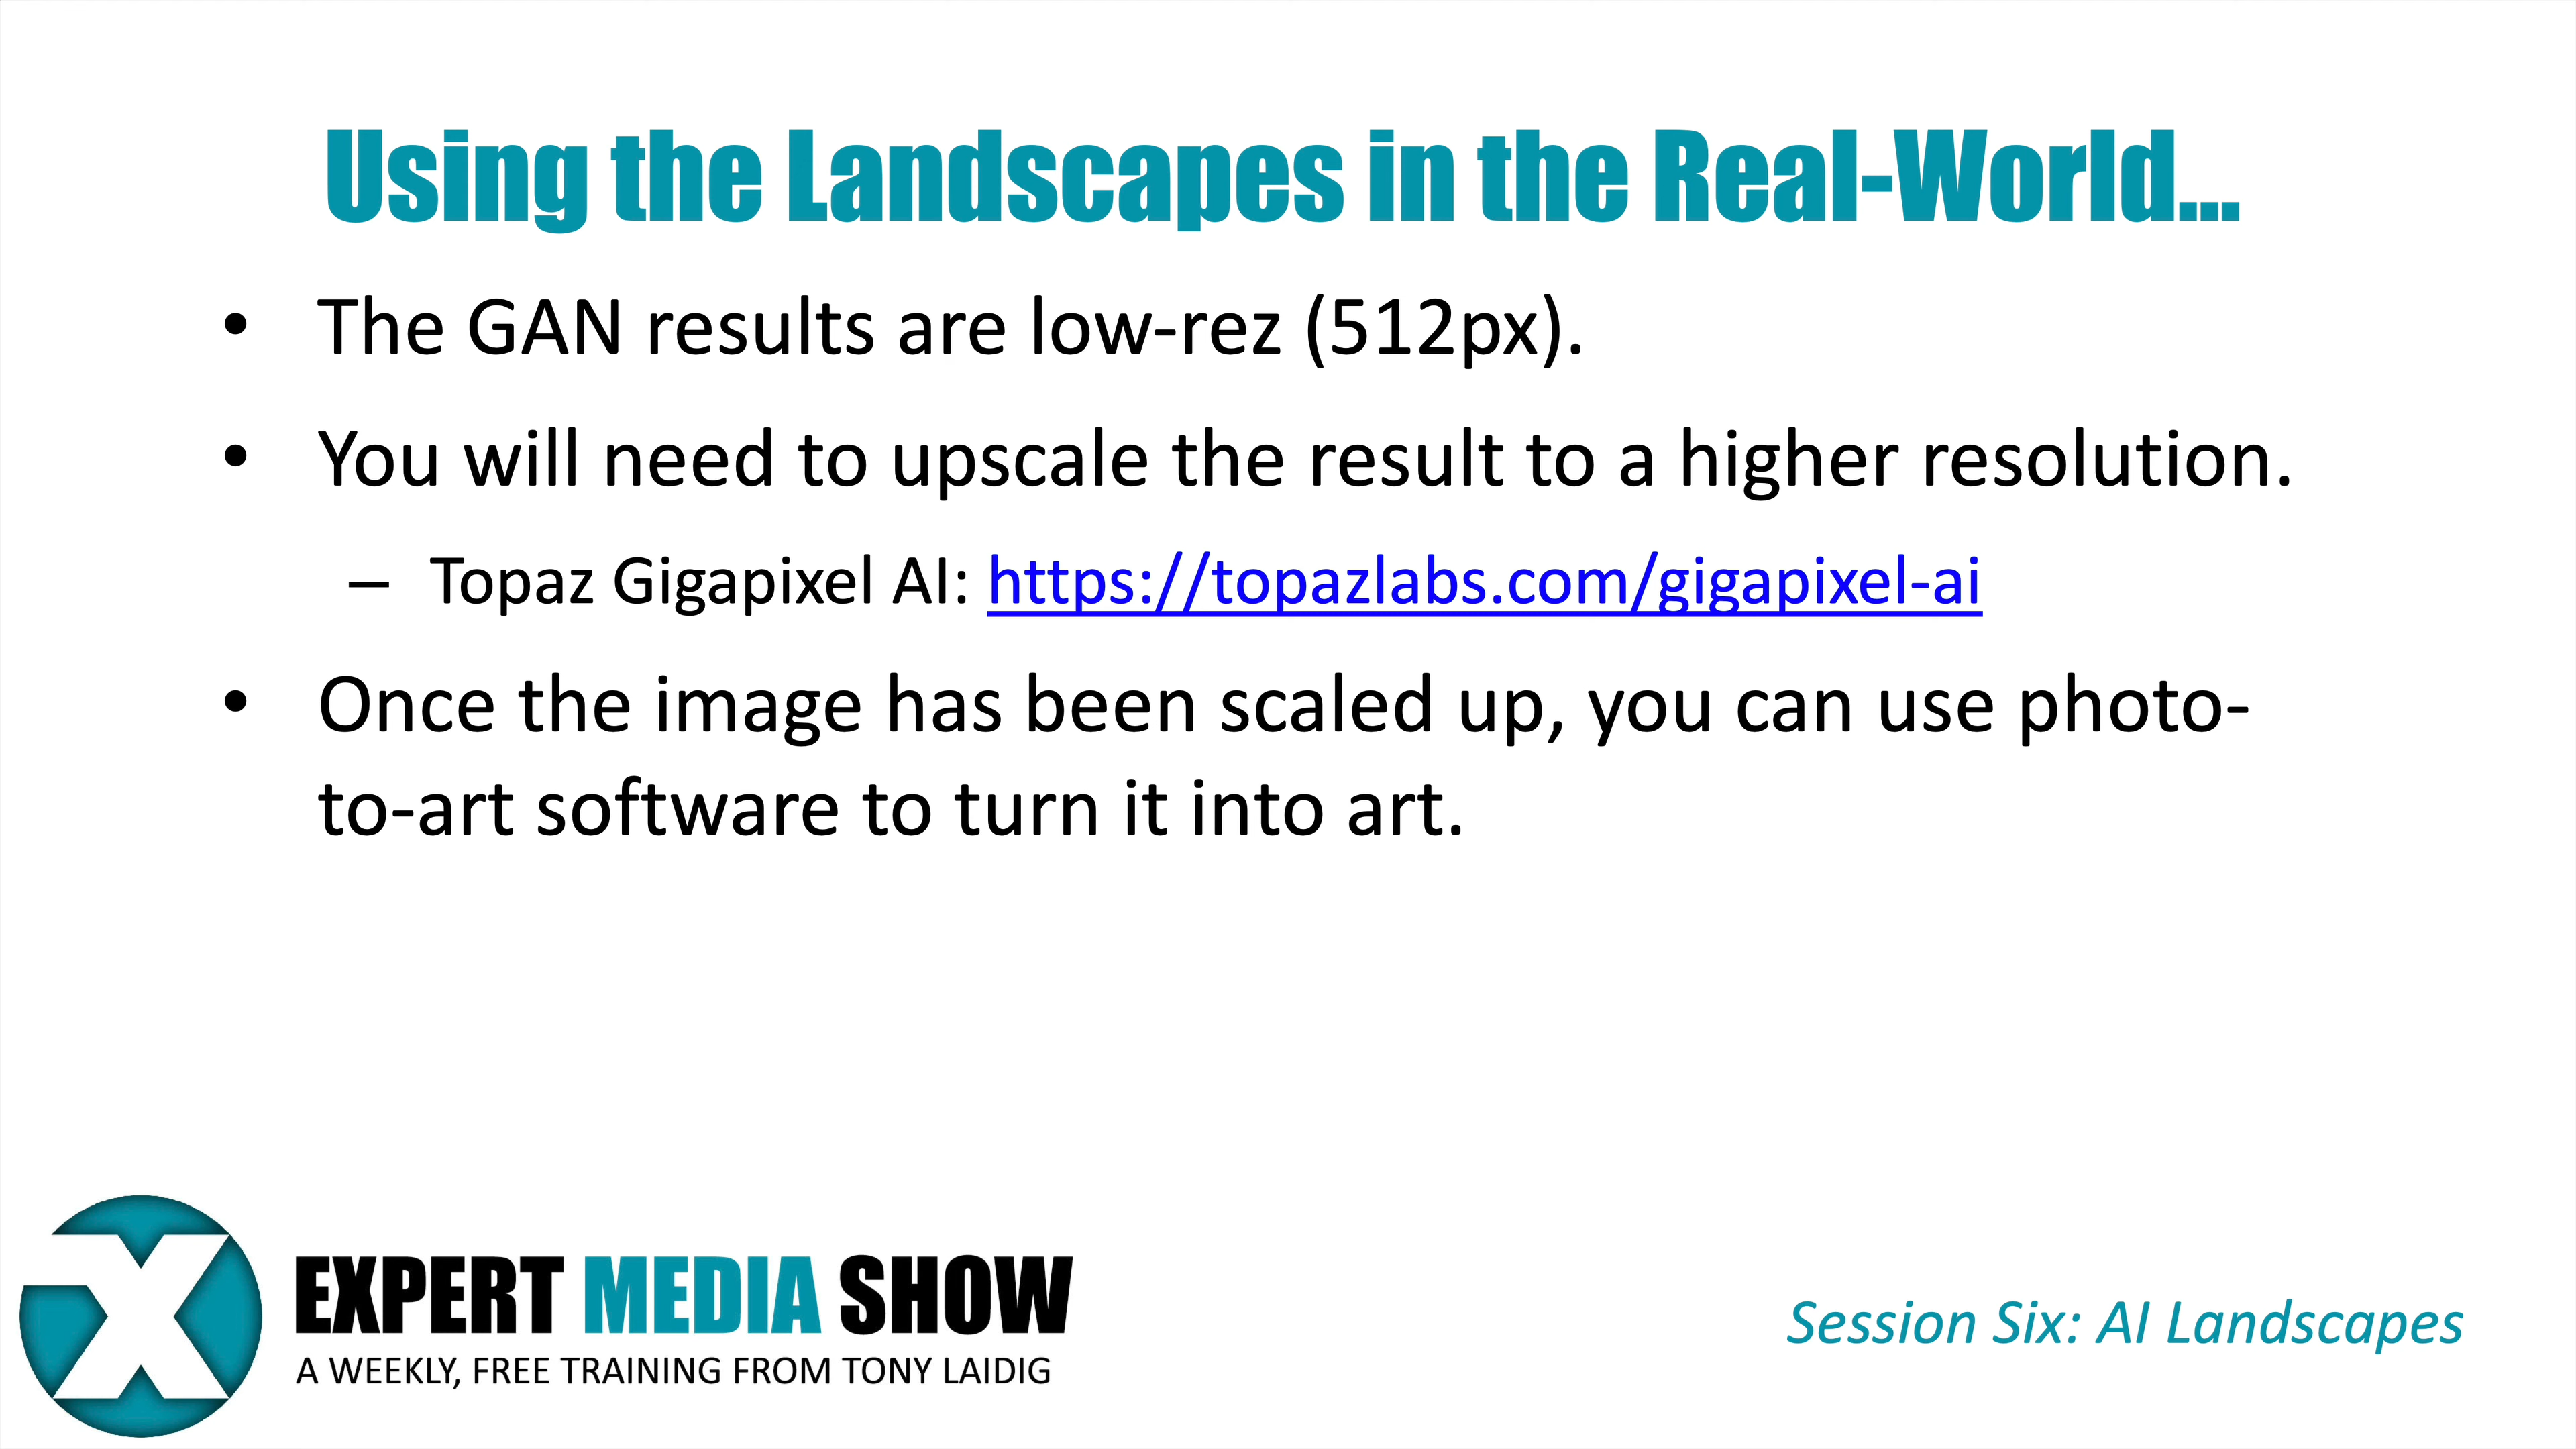 Using the Landscapes in the Real-World...
• The GAN results are low-rez (512px).
• You will need to upscale the result to a higher resolution.
– Topaz Gigapixel AI: https://topazlabs.com/gigapixel-ai
• Once the image has been scaled up, you can use photo-
to-art software to turn it into art.
X
EXPERT MEDIA SHOW
A WEEKLY, FREE TRAINING FROM TONY LAIDIG
Session Six: AI Landscapes